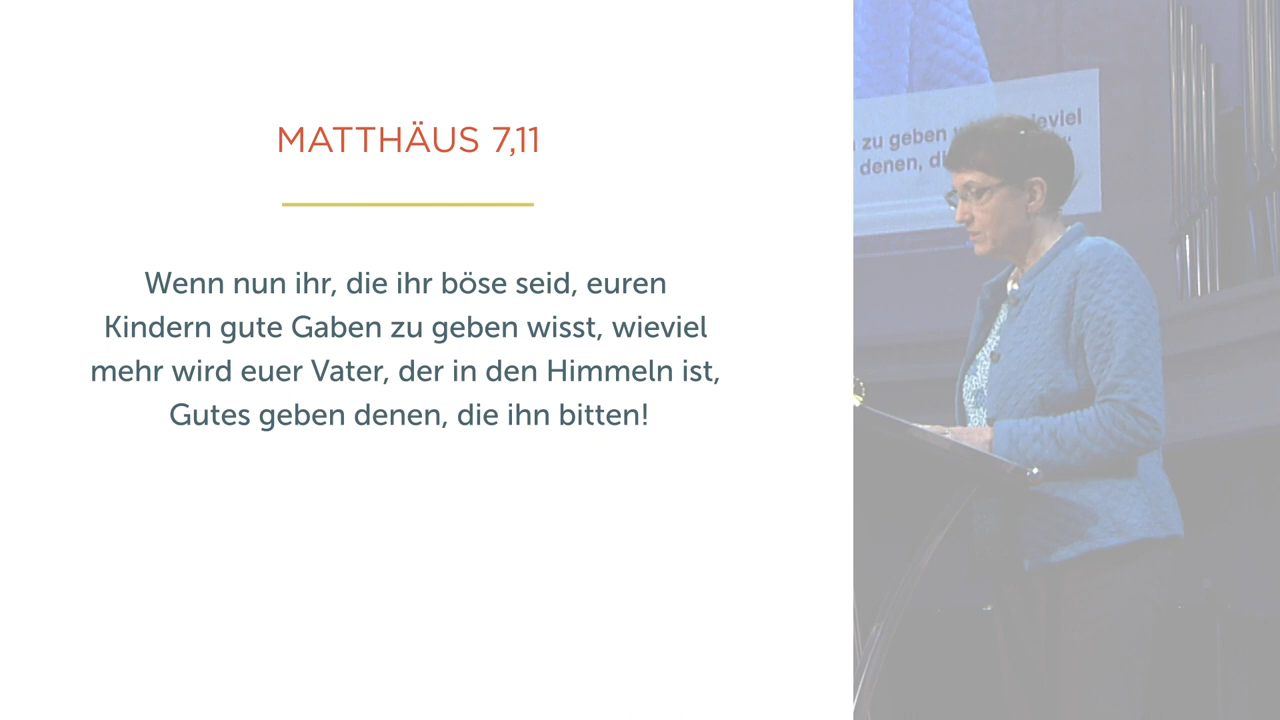 MATTHÄUS 7,11
Wenn nun ihr, die ihr böse seid, euren
Kindern gute Gaben zu geben wisst, wieviel
mehr wird euer Vater, der in den Himmeln ist,
Gutes geben denen, die ihn bitten!
zu geben
denen,